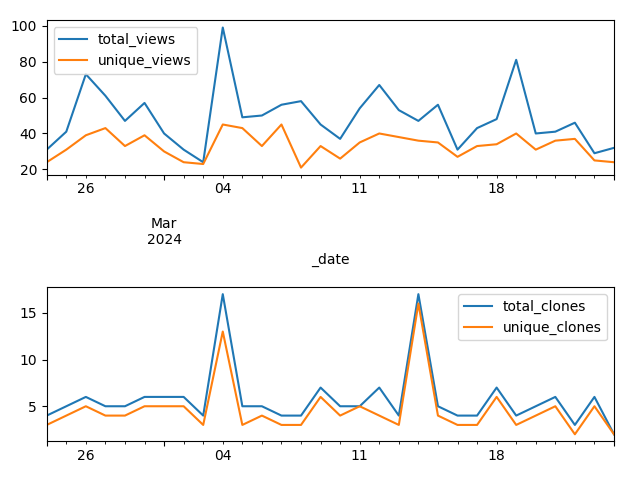 100
80
60
40
20
total_views
unique_views
26
04
11
18
Mar
2024
_date
15
10
5
total_clones
unique_clones
26
04
11
18